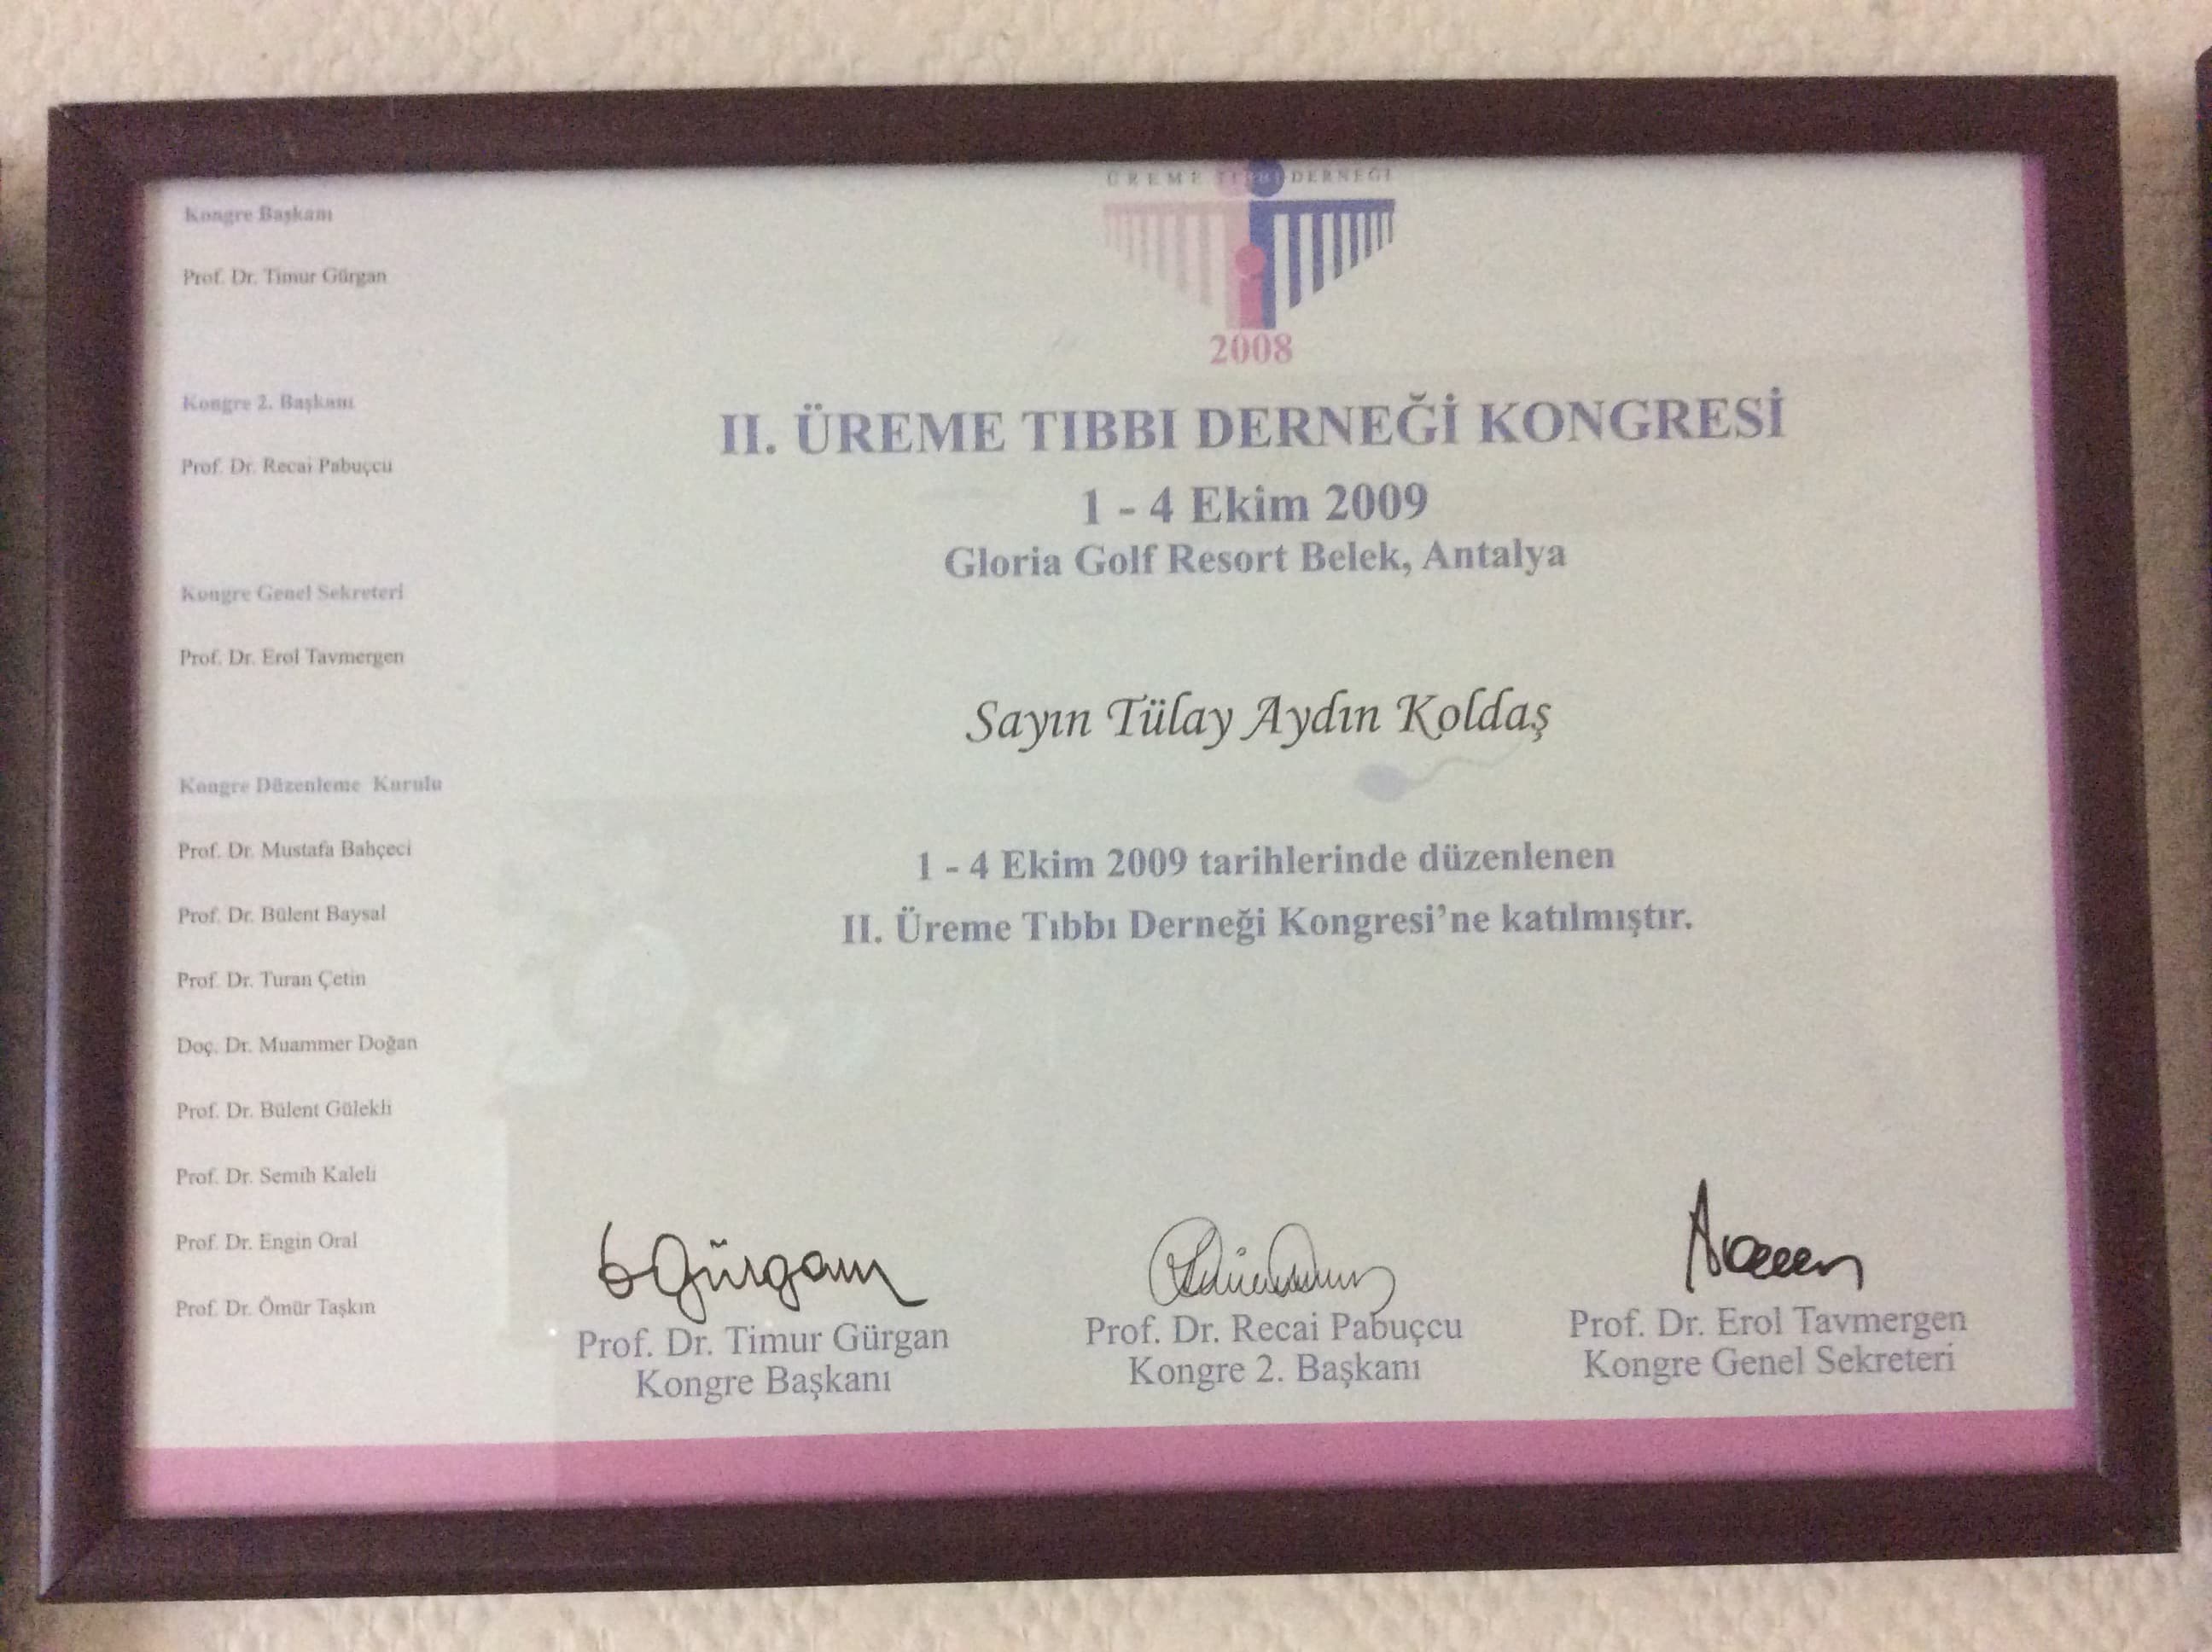 Kongre Başkanı
Prof. Dr. Timur Gürgan
Kongre 2. Başkanı
Prof. Dr. Recai Pabuçcu
Kongre Genel Sekreteri
Prof. Dr. Erol Tavmergen
Kongre Düzenleme Kurulu
Prof. Dr. Mustafa Bahçeci
Prof. Dr. Bülent Baysal
Prof. Dr. Turan Çetin
Doç. Dr. Muammer Doğan
Prof. Dr. Bülent Gülekli
Prof. Dr. Semih Kaleli
Prof. Dr. Engin Oral
Prof. Dr. Ömür Taşkın
ÜREME TIBBI DERNEĞİ
2008
II. ÜREME TIBBI DERNEĞİ KONGRESİ
1 - 4 Ekim 2009
Gloria Golf Resort Belek, Antalya
Sayın Tülay Aydın Koldaş
1 - 4 Ekim 2009 tarihlerinde düzenlenen
II. Üreme Tıbbı Derneği Kongresi'ne katılmıştır.
Prof. Dr. Timur Gürgan
Kongre Başkanı
Prof. Dr. Recai Pabuçcu
Kongre 2. Başkanı
Prof. Dr. Erol Tavmergen
Kongre Genel Sekreteri